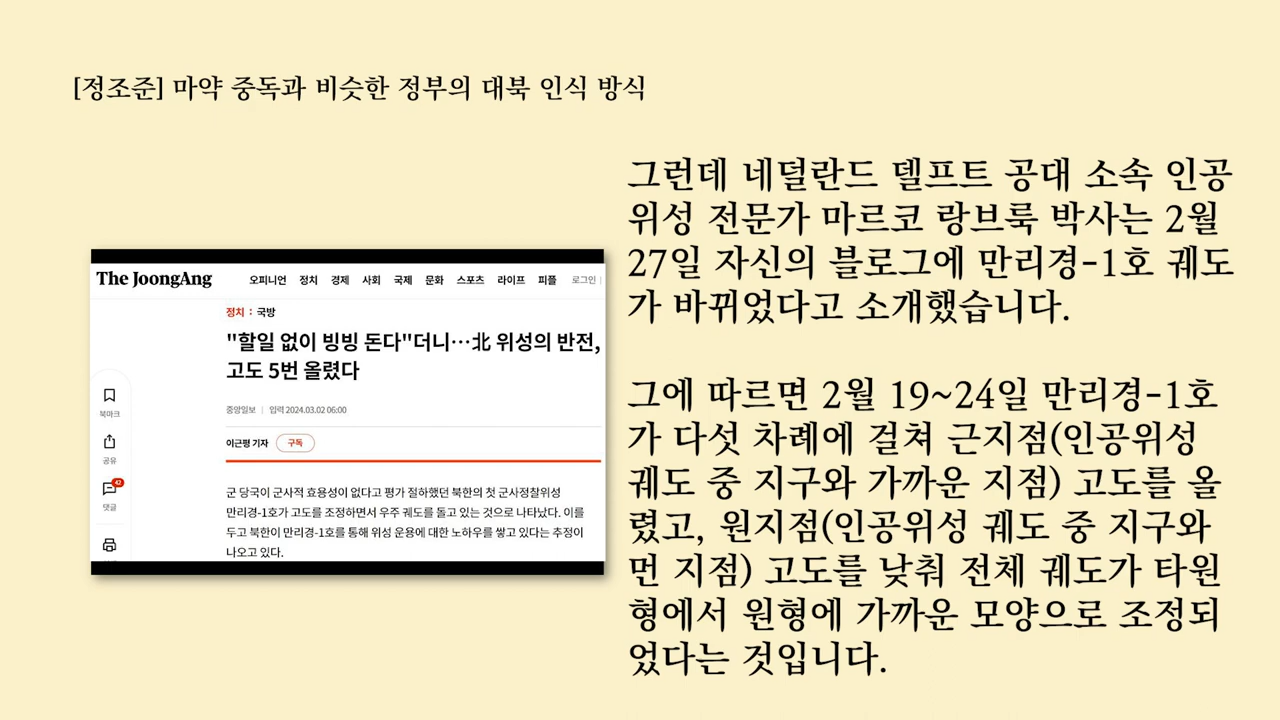 [정조준] 마약 중독과 비슷한 정부의 대북 인식 방식
The JoongAng
오피니언 정치 경제 사회 국제 문화 스포츠 라이프 피플 로그인
정치 : 국방
"할일 없이 빙빙 돈다"더니…北 위성의 반전,
고도 5번 올렸다
중앙일보 | 입력 2024.03.02 06:00
이근평 기자 구독
북마크
공유
42
댓글
군 당국이 군사적 효용성이 없다고 평가 절하했던 북한의 첫 군사정찰위성
만리경-1호가 고도를 조정하면서 우주 궤도를 돌고 있는 것으로 나타났다. 이를
두고 북한이 만리경-1호를 통해 위성 운용에 대한 노하우를 쌓고 있다는 추정이
나오고 있다.
그런데 네덜란드 델프트 공대 소속 인공
위성 전문가 마르코 랑브룩 박사는 2월
27일 자신의 블로그에 만리경-1호 궤도
가 바뀌었다고 소개했습니다.
그에 따르면 2월 19~24일 만리경-1호
가 다섯 차례에 걸쳐 근지점(인공위성
궤도 중 지구와 가까운 지점) 고도를 올
렸고, 원지점(인공위성 궤도 중 지구와
먼 지점) 고도를 낮춰 전체 궤도가 타원
형에서 원형에 가까운 모양으로 조정되
었다는 것입니다.